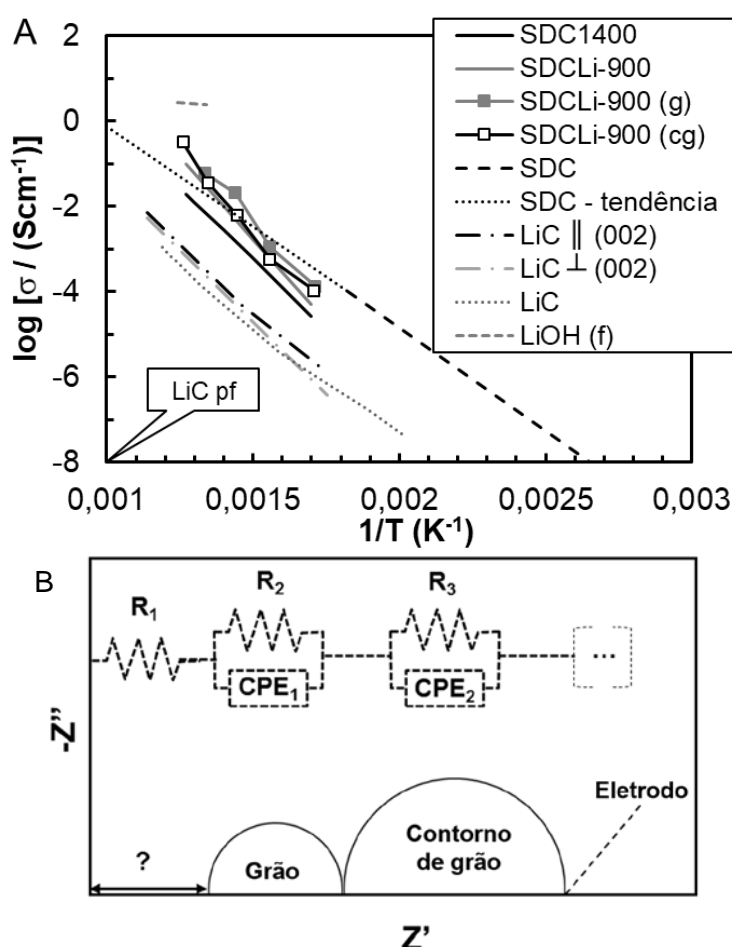 A
2
0
-2
-4
-6
-8
log [σ / (Scm⁻¹)]
0,001
0,0015
0,002
0,0025
0,003
1/T (K⁻¹)
LiC pf
SDC1400
SDCLi-900
SDCLi-900 (g)
SDCLi-900 (cg)
SDC
SDC - tendência
LiC || (002)
LiC ⊥ (002)
LiC
LiOH (f)
B
R₁
R₂
R₃
CPE₁
CPE₂
...
-Z''
?
Grão
Contorno
de grão
Eletrodo
Z'